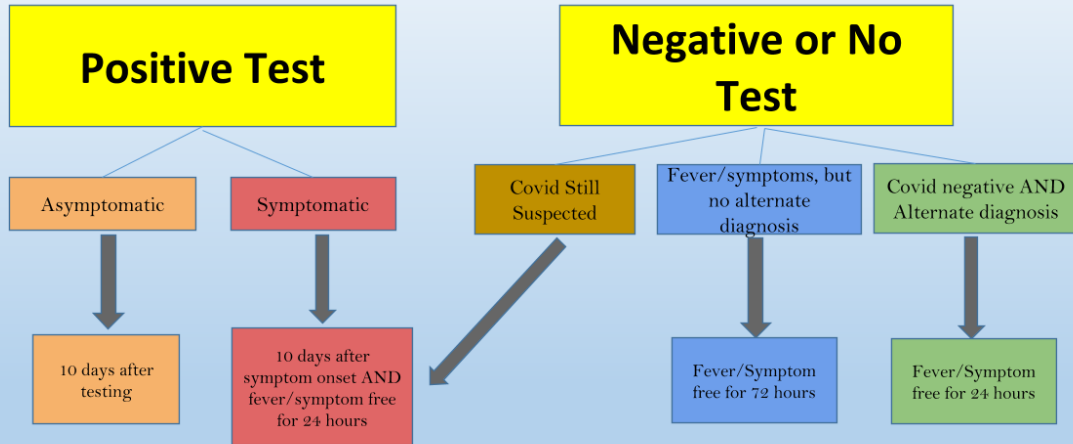 Positive Test
Negative or No
Test
Asymptomatic
Symptomatic
Covid Still
Suspected
Fever/symptoms, but
no alternate
diagnosis
Covid negative AND
Alternate diagnosis
10 days after
testing
10 days after
symptom onset AND
fever/symptom free
for 24 hours
Fever/Symptom
free for 72 hours
Fever/Symptom
free for 24 hours